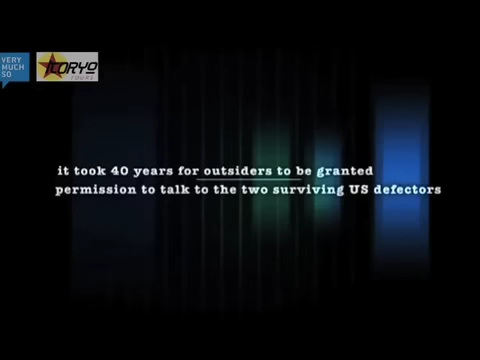 VERY
MUCH
SO
KORYO
TOURS
it took 40 years for outsiders to be granted
permission to talk to the two surviving US defectors